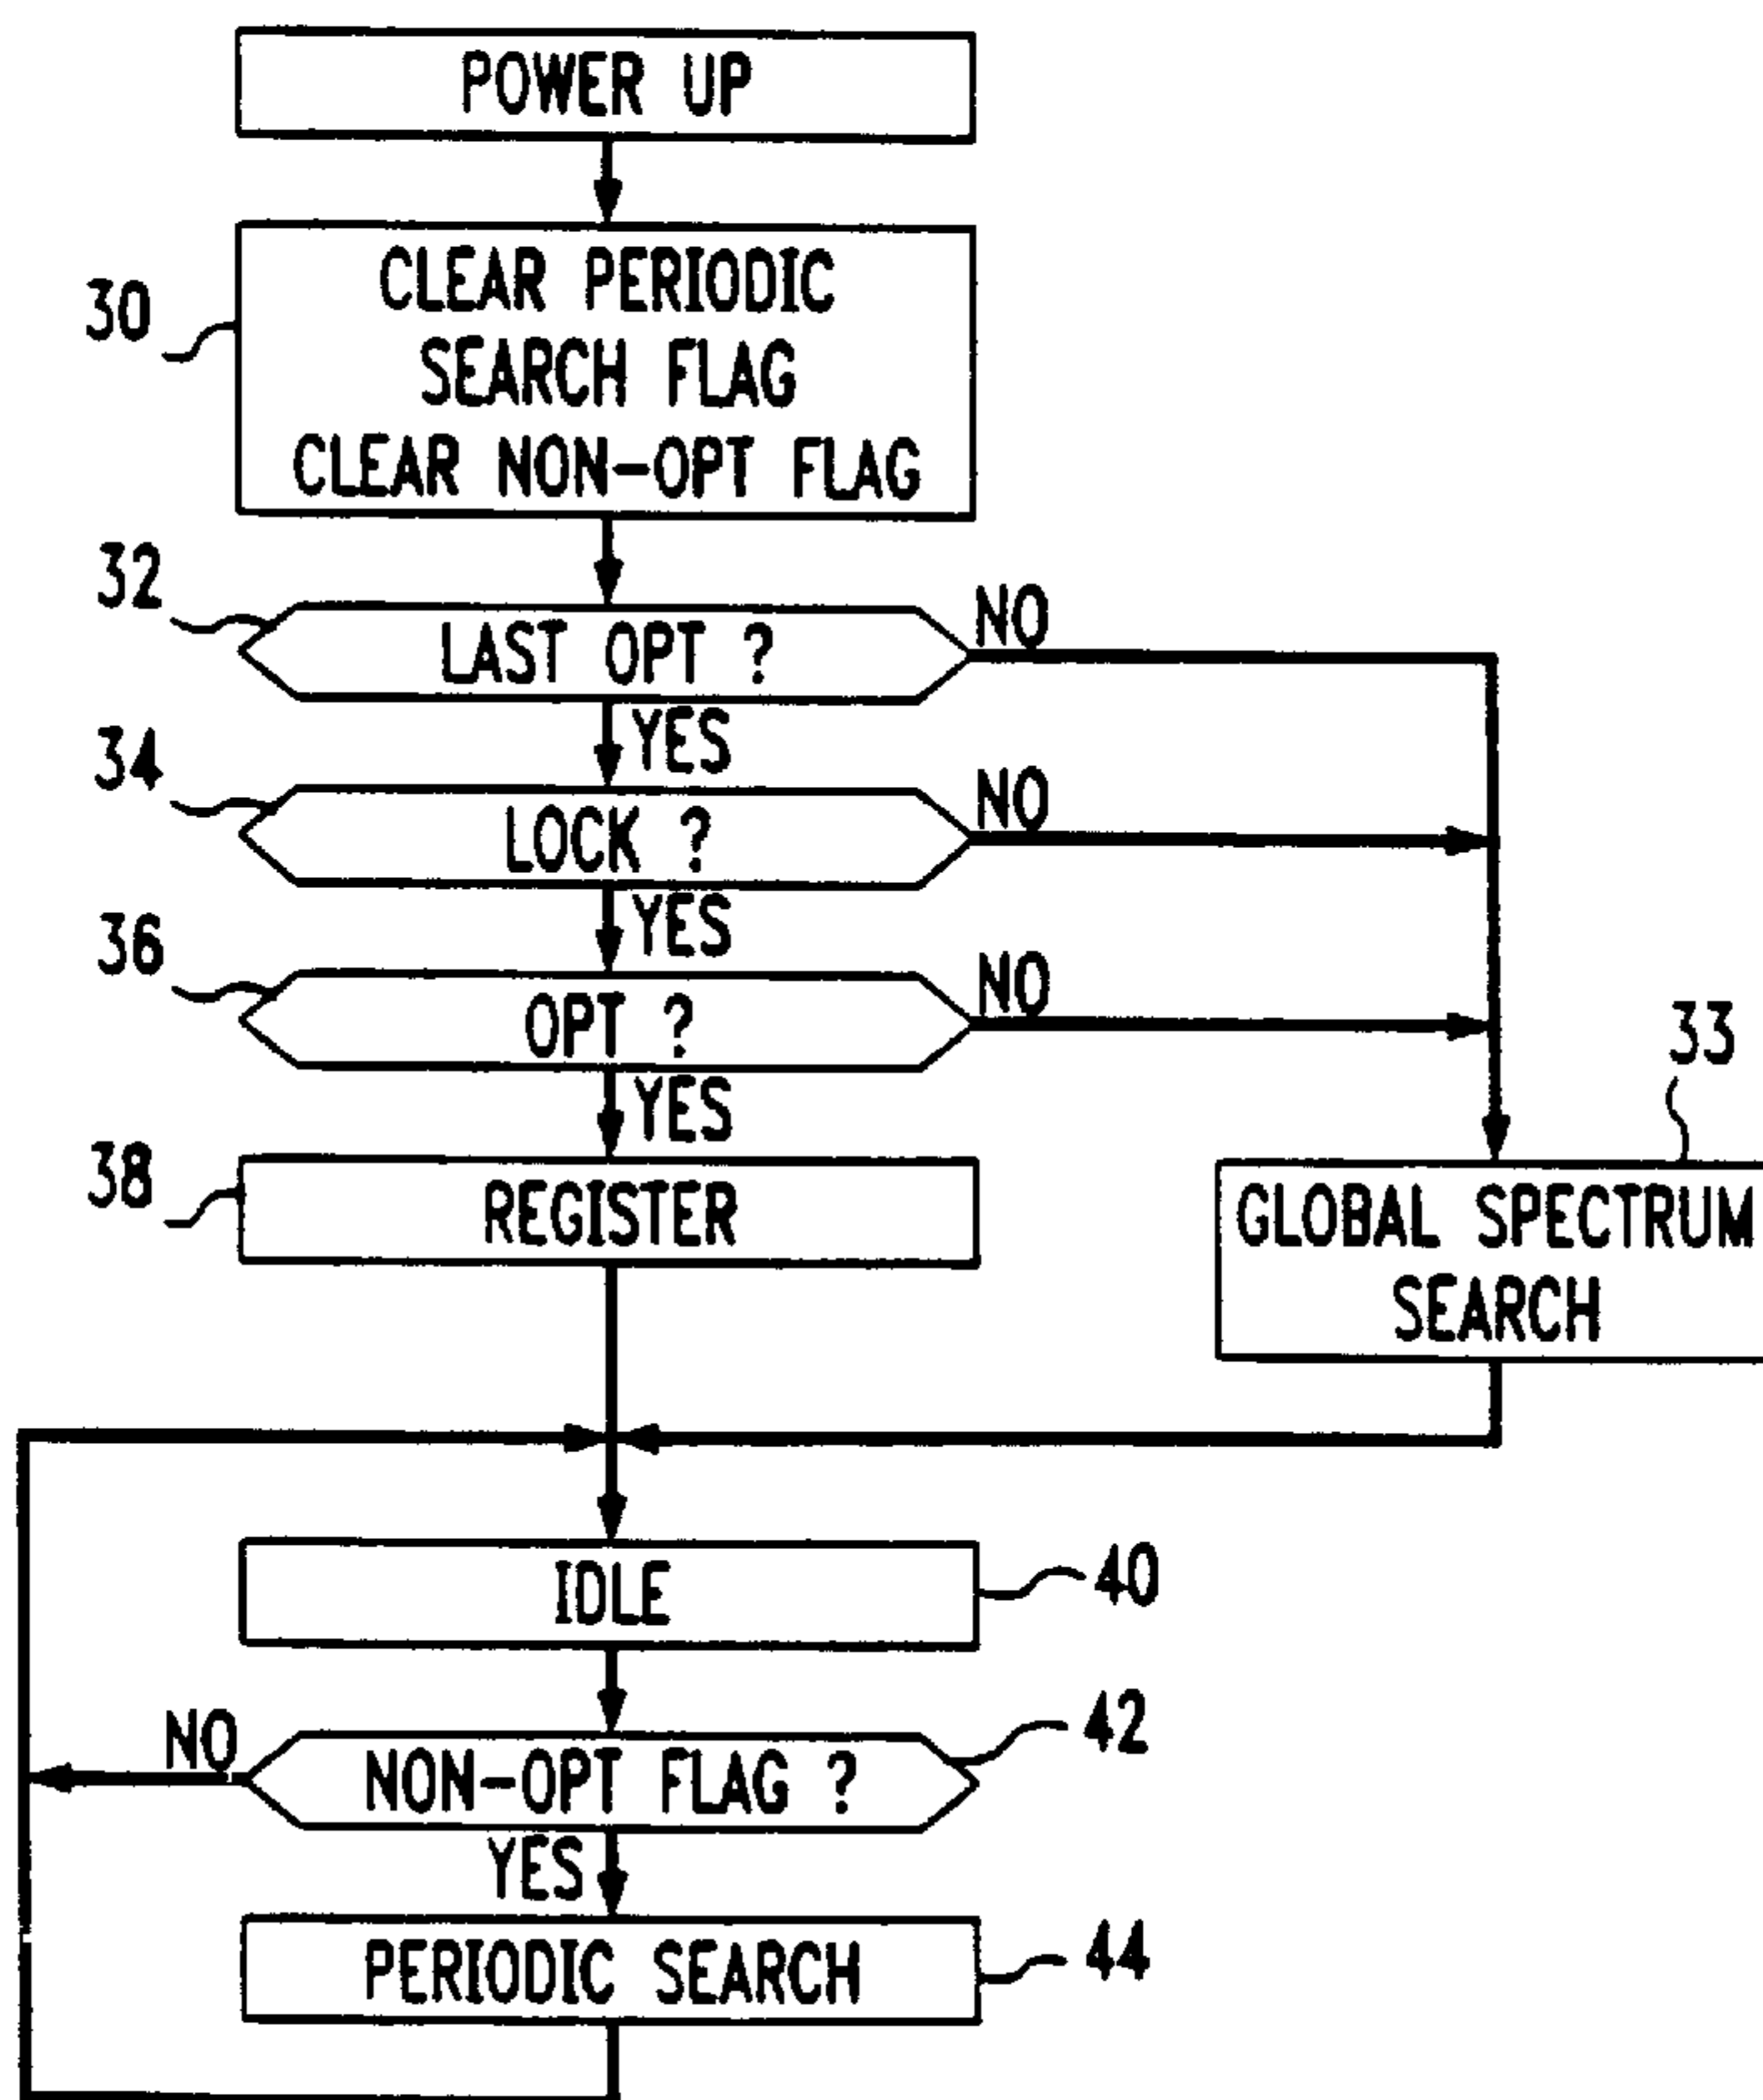 POWER UP
30
CLEAR PERIODIC
SEARCH FLAG
CLEAR NON-OPT FLAG
32
LAST OPT ?
NO
YES
34
LOCK ?
NO
YES
36
OPT ?
NO
YES
33
38
REGISTER
GLOBAL SPECTRUM
SEARCH
IDLE
40
NO
NON-OPT FLAG ?
42
YES
PERIODIC SEARCH
44